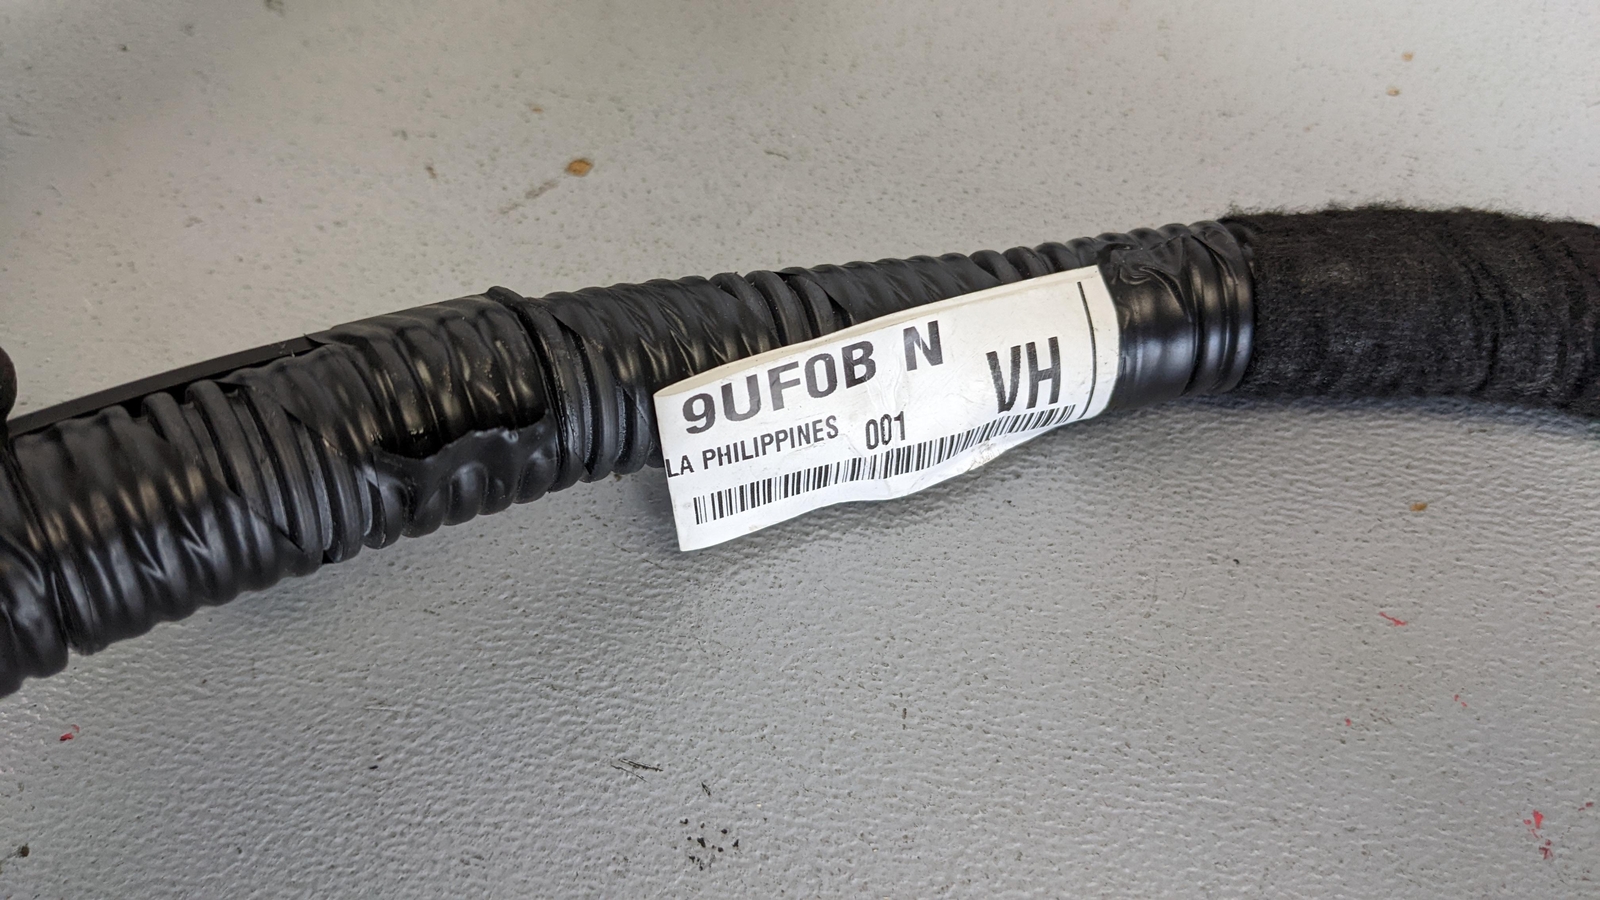 9UF0B N
VH
LA PHILIPPINES 001